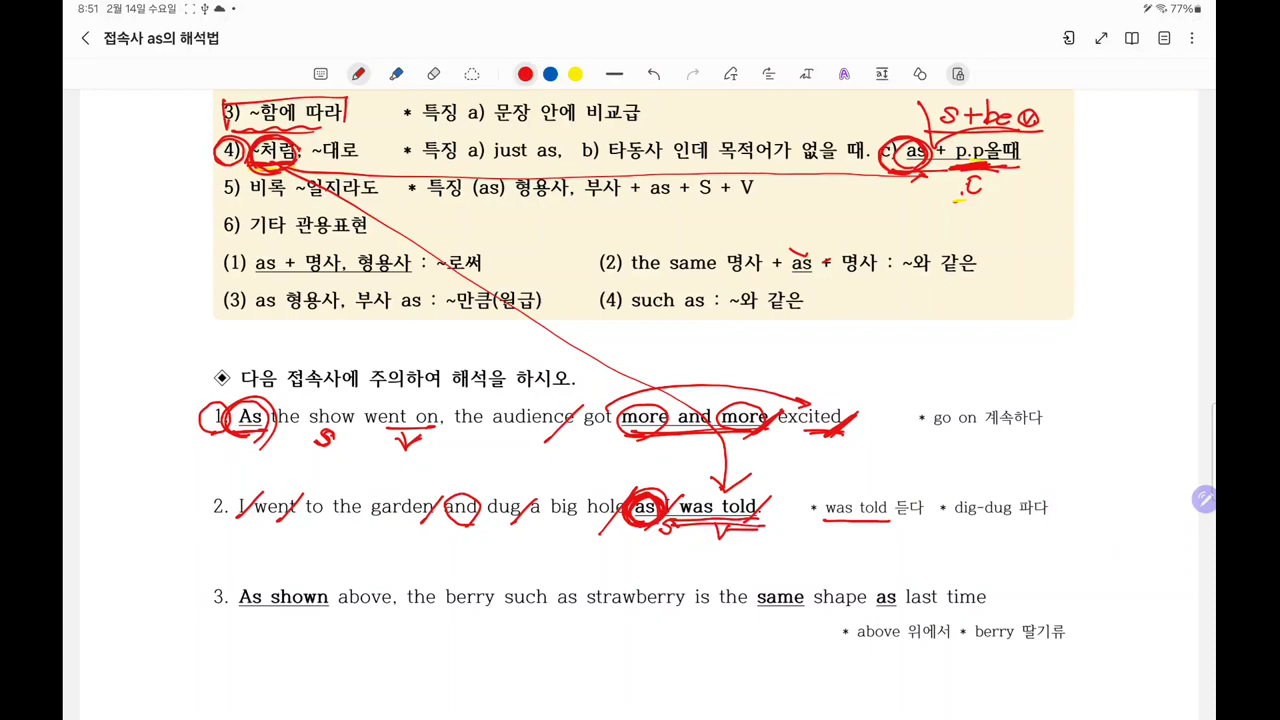 8:51 2월 14일 수요일 77%
접속사 as의 해석법
3) ~함에 따라 * 특징 a) 문장 안에 비교급
s+be
4) ~처럼, ~대로 * 특징 a) just as, b) 타동사 인데 목적어가 없을 때. c) as + p.p올때
.C
5) 비록 ~일지라도 * 특징 (as) 형용사, 부사 + as + S + V
6) 기타 관용표현
(1) as + 명사, 형용사 : ~로써 (2) the same 명사 + as + 명사 : ~와 같은
(3) as 형용사, 부사 as : ~만큼(원급) (4) such as : ~와 같은
◈ 다음 접속사에 주의하여 해석을 하시오.
1. As the show went on, the audience got more and more excited. * go on 계속하다
S V
2. I went to the garden and dug a big hole as I was told. * was told 듣다 * dig-dug 파다
S V
3. As shown above, the berry such as strawberry is the same shape as last time
* above 위에서 * berry 딸기류